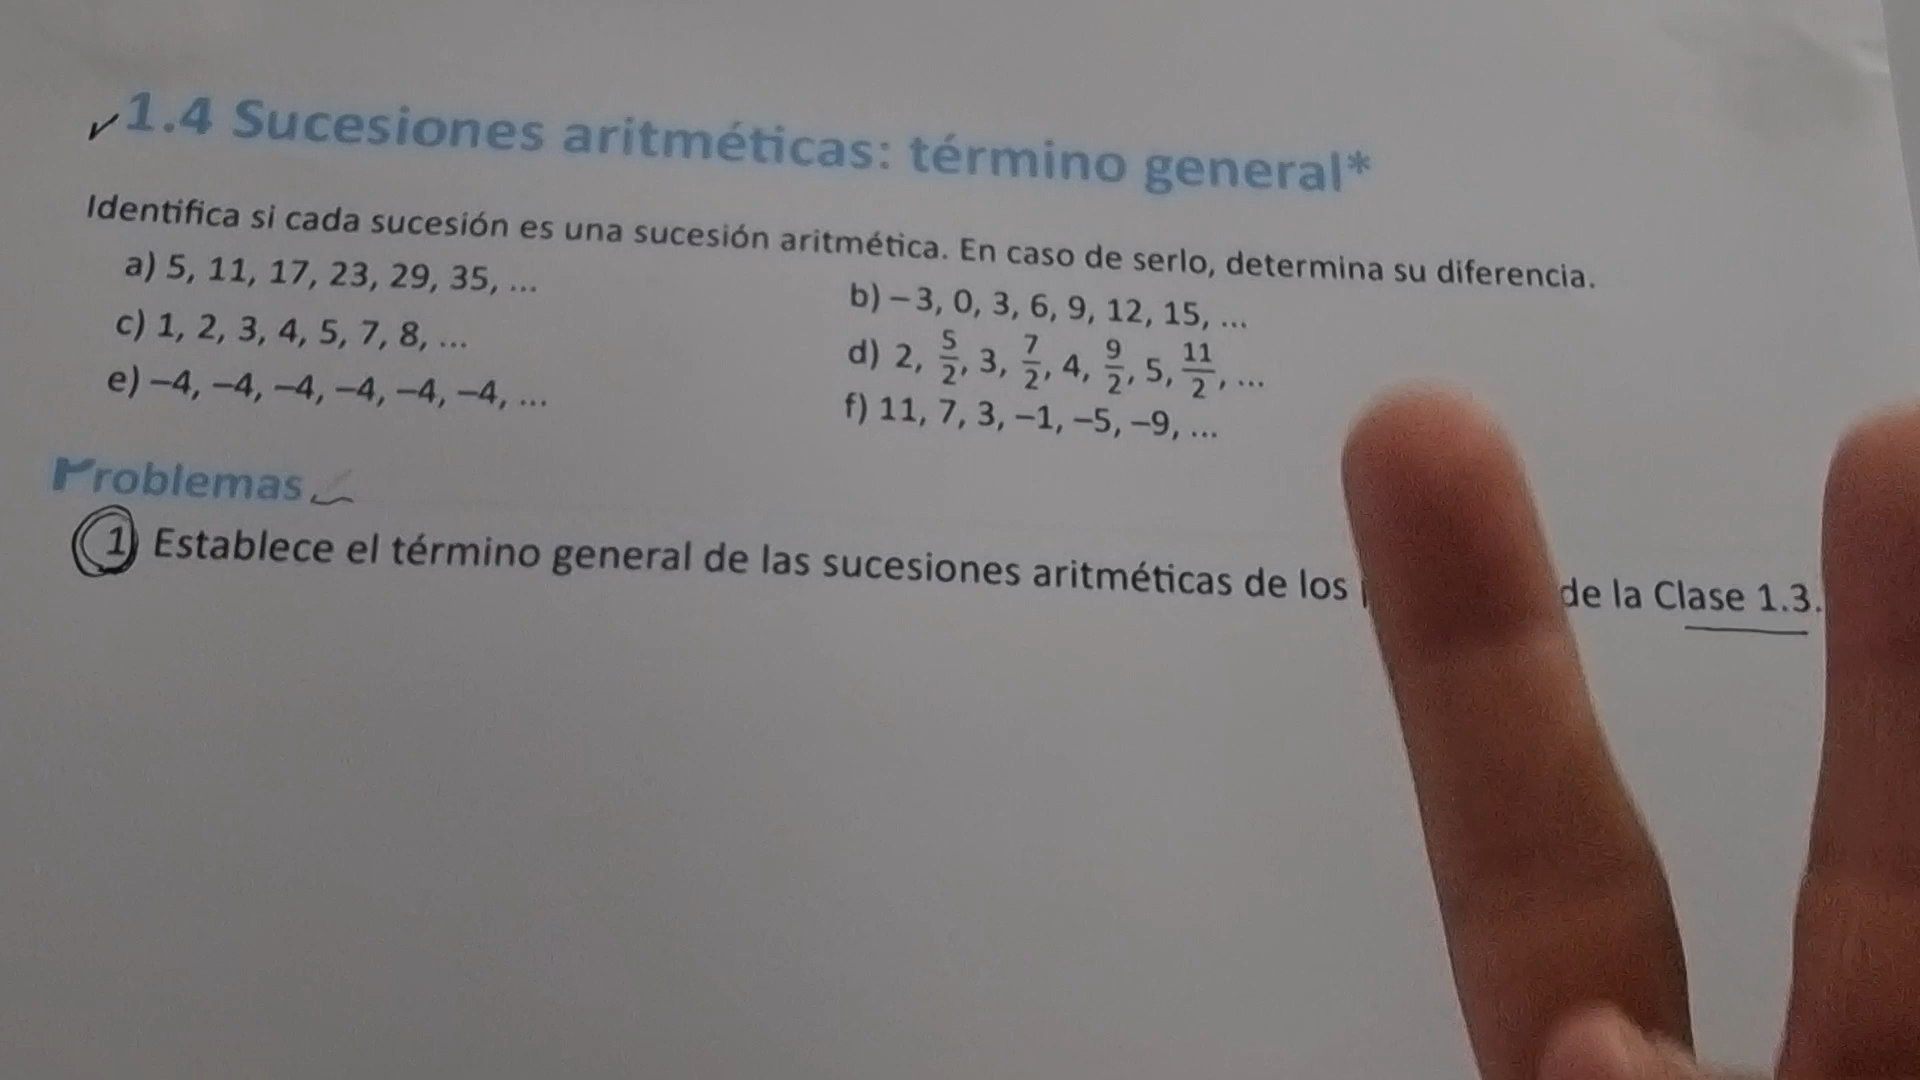 1.4 Sucesiones aritméticas: término general*
Identifica si cada sucesión es una sucesión aritmética. En caso de serlo, determina su diferencia.
a) 5, 11, 17, 23, 29, 35, ...
b) −3, 0, 3, 6, 9, 12, 15, ...
c) 1, 2, 3, 4, 5, 7, 8, ...
d) 2, 5/2, 3, 7/2, 4, 9/2, 5, 11/2, ...
e) −4, −4, −4, −4, −4, −4, ...
f) 11, 7, 3, −1, −5, −9, ...
Problemas
1) Establece el término general de las sucesiones aritméticas de los de la Clase 1.3.